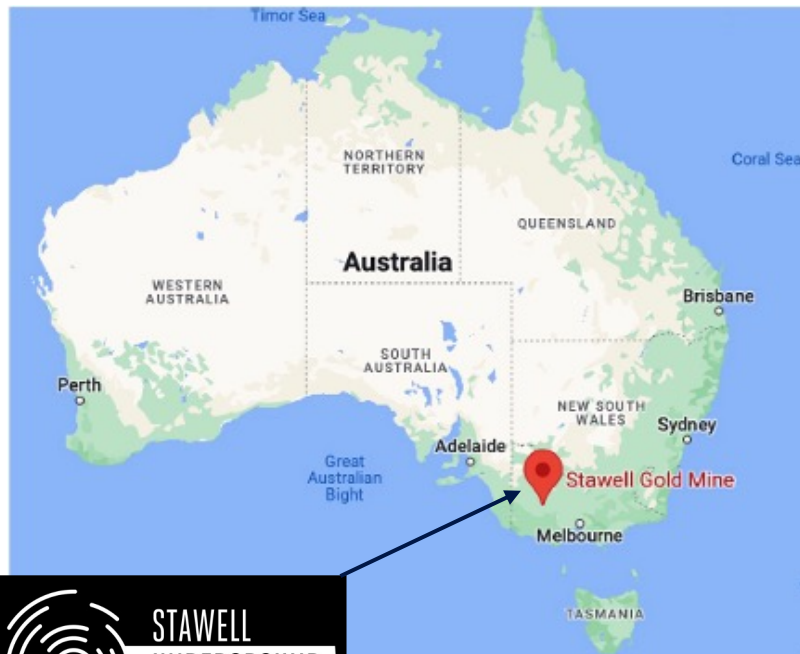 Timor Sea
Coral Sea
NORTHERN
TERRITORY
QUEENSLAND
Australia
WESTERN
AUSTRALIA
Brisbane
SOUTH
AUSTRALIA
Perth
NEW SOUTH
WALES
Sydney
Adelaide
Great
Australian
Bight
Stawell Gold Mine
Melbourne
TASMANIA
STAWELL